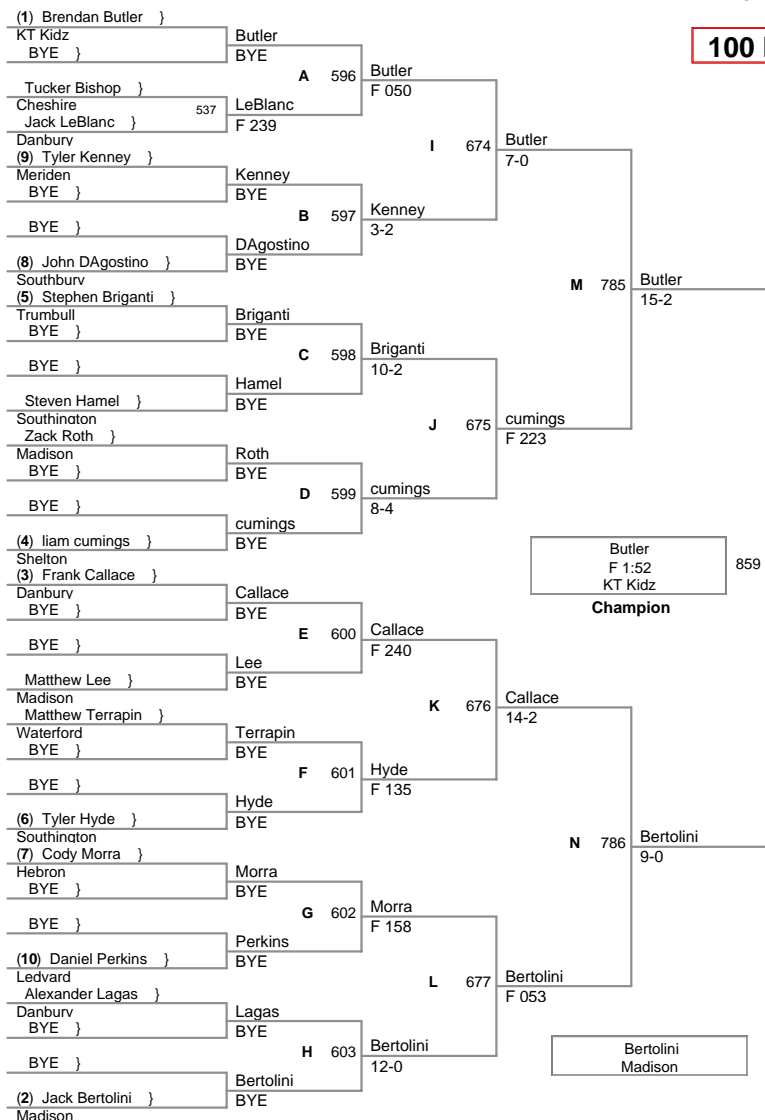 100
(1) Brendan Butler }
KT Kidz
BYE }
Tucker Bishop }
Cheshire
Jack LeBlanc }
Danbury
(9) Tyler Kenney }
Meriden
BYE }
BYE }
(8) John DAgostino }
Southbury
(5) Stephen Briganti }
Trumbull
BYE }
BYE }
Steven Hamel }
Southington
Zack Roth }
Madison
BYE }
BYE }
(4) liam cumings }
Shelton
(3) Frank Callace }
Danbury
BYE }
BYE }
Matthew Lee }
Madison
Matthew Terrapin }
Waterford
BYE }
BYE }
(6) Tyler Hyde }
Southington
(7) Cody Morra }
Hebron
BYE }
BYE }
(10) Daniel Perkins }
Ledyard
Alexander Lagas }
Danbury
BYE }
BYE }
(2) Jack Bertolini }
Madison
Butler
BYE
537
LeBlanc
F 239
Kenney
BYE
DAgostino
BYE
Briganti
BYE
Hamel
BYE
Roth
BYE
cumings
BYE
Callace
BYE
Lee
BYE
Terrapin
BYE
Hyde
BYE
Morra
BYE
Perkins
BYE
Lagas
BYE
Bertolini
BYE
A 596
Butler
F 050
B 597
Kenney
3-2
C 598
Briganti
10-2
D 599
cumings
8-4
E 600
Callace
F 240
F 601
Hyde
F 135
G 602
Morra
F 158
H 603
Bertolini
12-0
I 674
Butler
7-0
J 675
cumings
F 223
K 676
Callace
14-2
L 677
Bertolini
F 053
M 785
Butler
15-2
N 786
Bertolini
9-0
Butler
F 1:52
KT Kidz
859
Champion
Bertolini
Madison